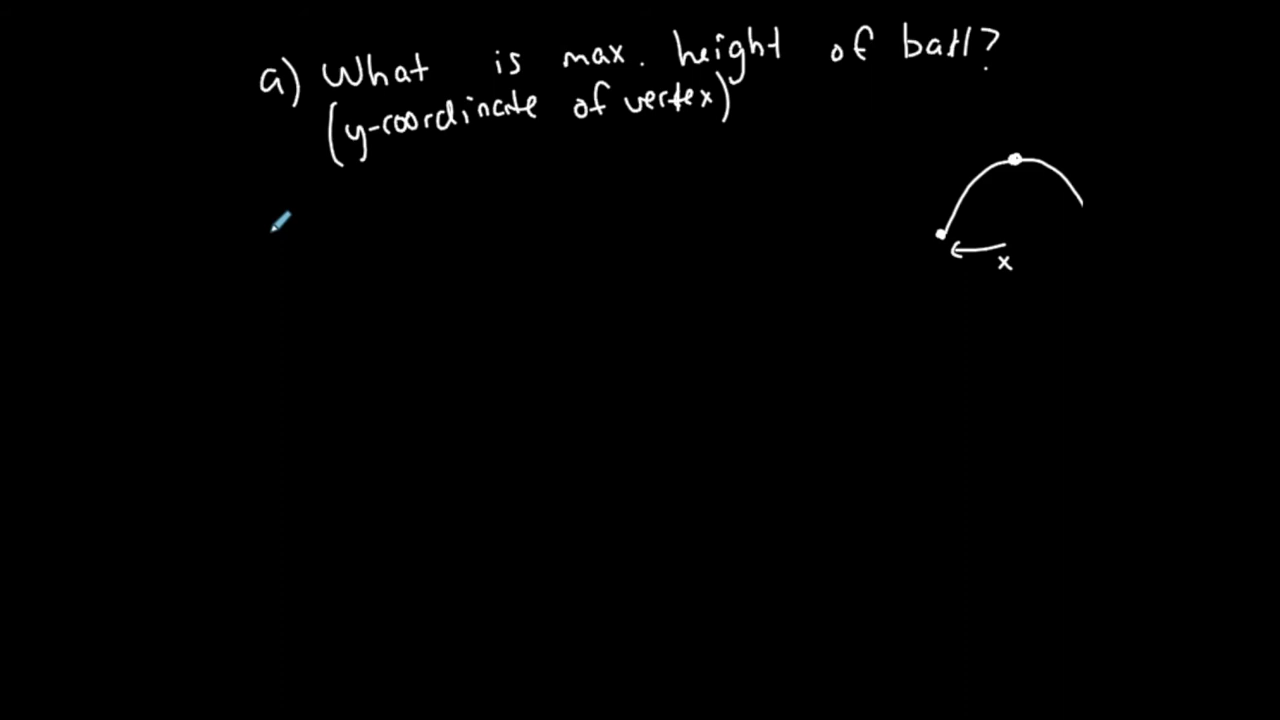 a) What is max. height of ball?
(y-coordinate of vertex)
x